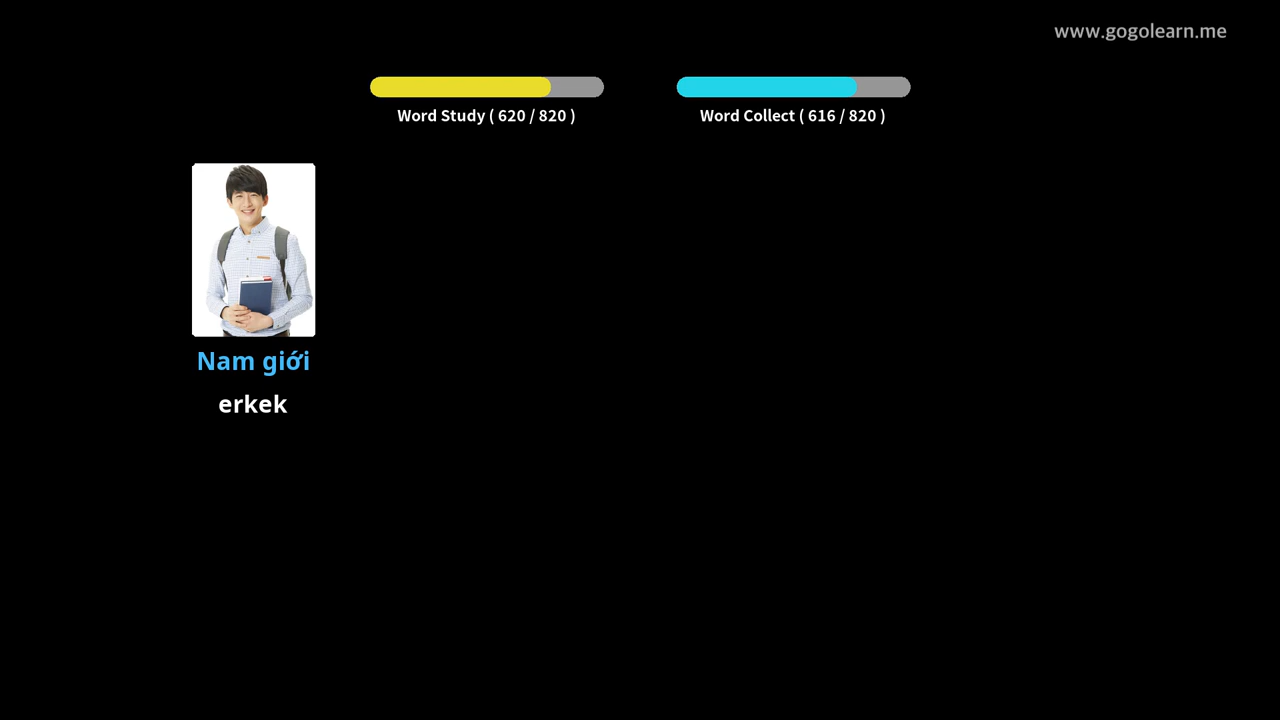 www.gogolearn.me
Word Study ( 620 / 820 )
Word Collect ( 616 / 820 )
Nam giới
erkek